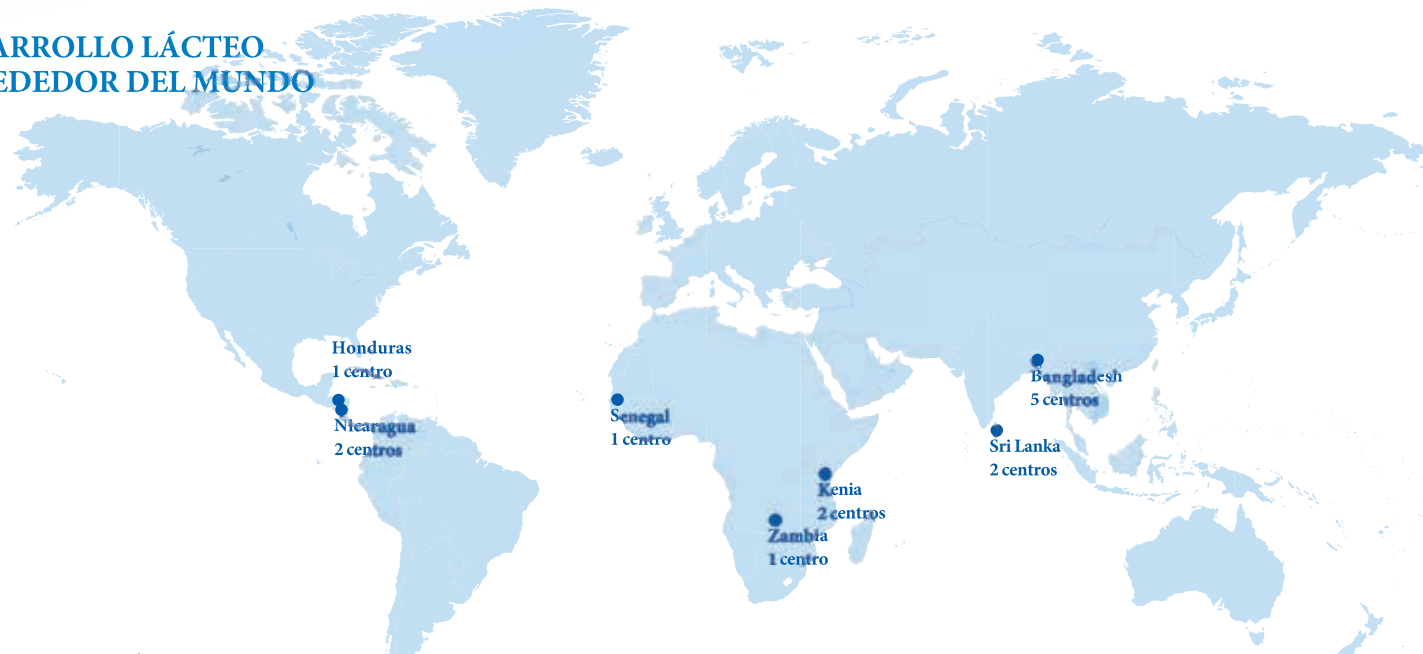 ARROLLO LÁCTEO
EDEDOR DEL MUNDO
Honduras
1 centro
Nicaragua
2 centros
Senegal
1 centro
Bangladesh
5 centros
Sri Lanka
2 centros
Kenia
2 centros
Zambia
1 centro